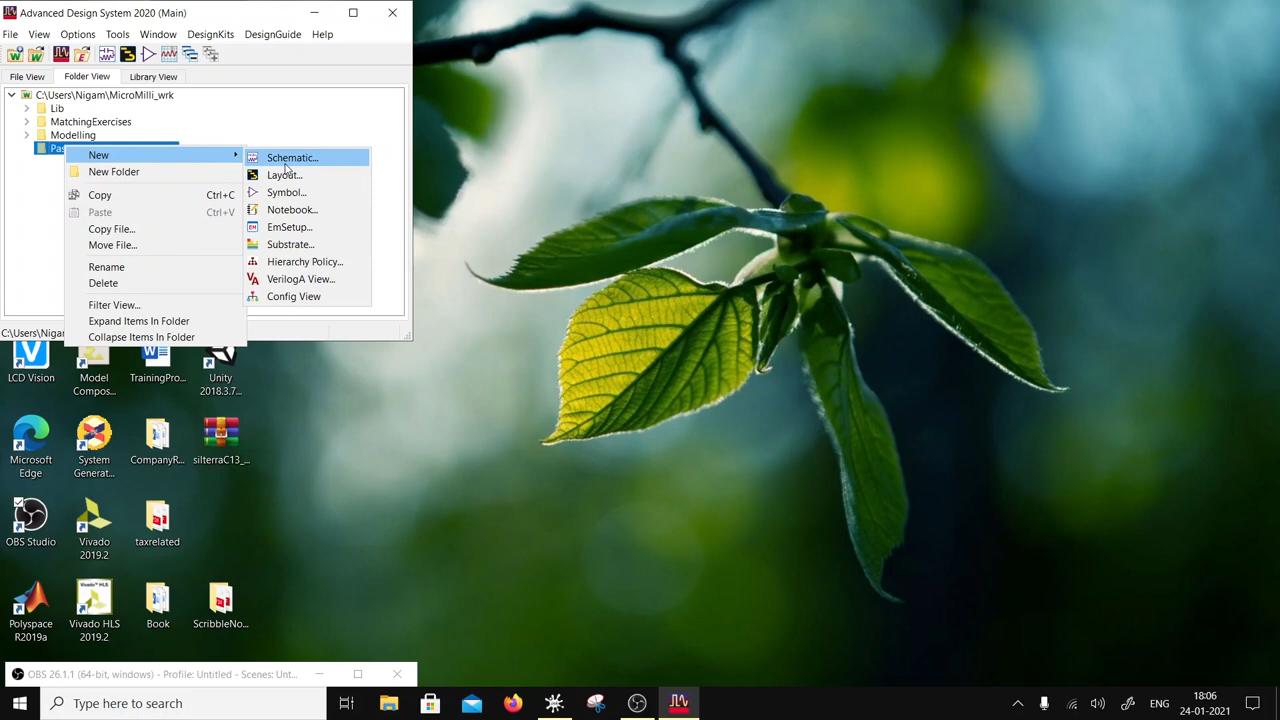 Advanced Design System 2020 (Main)
File View Options Tools Window DesignKits DesignGuide Help
File View Folder View Library View
C:\Users\Nigam\MicroMilli_wrk
Lib
MatchingExercises
Modelling
New
New Folder
Copy Ctrl+C
Paste Ctrl+V
Copy File...
Move File...
Rename
Delete
Filter View...
Expand Items In Folder
Collapse Items In Folder
Schematic...
Layout...
Symbol...
Notebook...
EmSetup...
Substrate...
Hierarchy Policy...
VerilogA View...
Config View
LCD Vision
Model
Compos...
TrainingPro...
Unity
2018.3.7...
Microsoft
Edge
System
Generat...
CompanyR...
silterraC13_...
OBS Studio
Vivado
2019.2
taxrelated
Polyspace
R2019a
Vivado HLS
2019.2
Book
ScribbleNo...
OBS 26.1.1 (64-bit, windows) - Profile: Untitled - Scenes: Unt...
Type here to search
ENG
18:06
24-01-2021